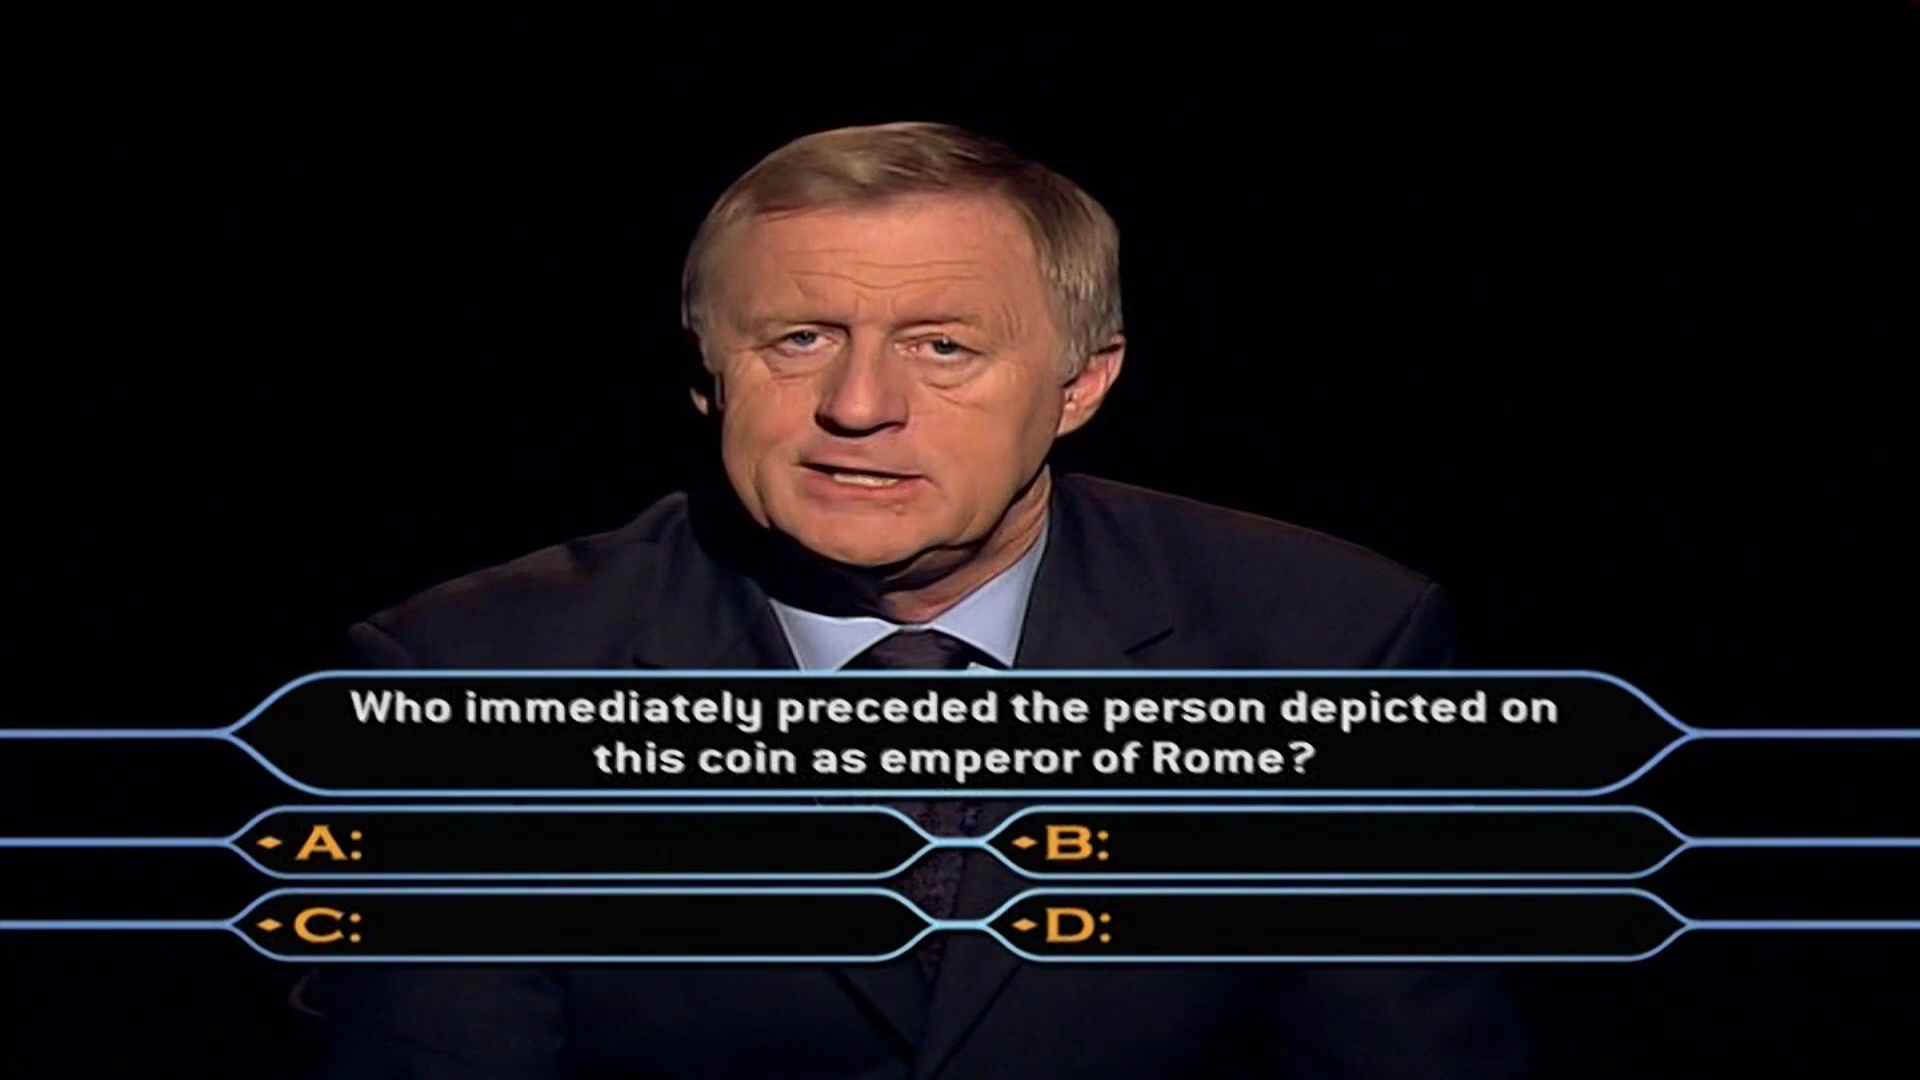 Who immediately preceded the person depicted on
this coin as emperor of Rome?
A:
B:
C:
D: